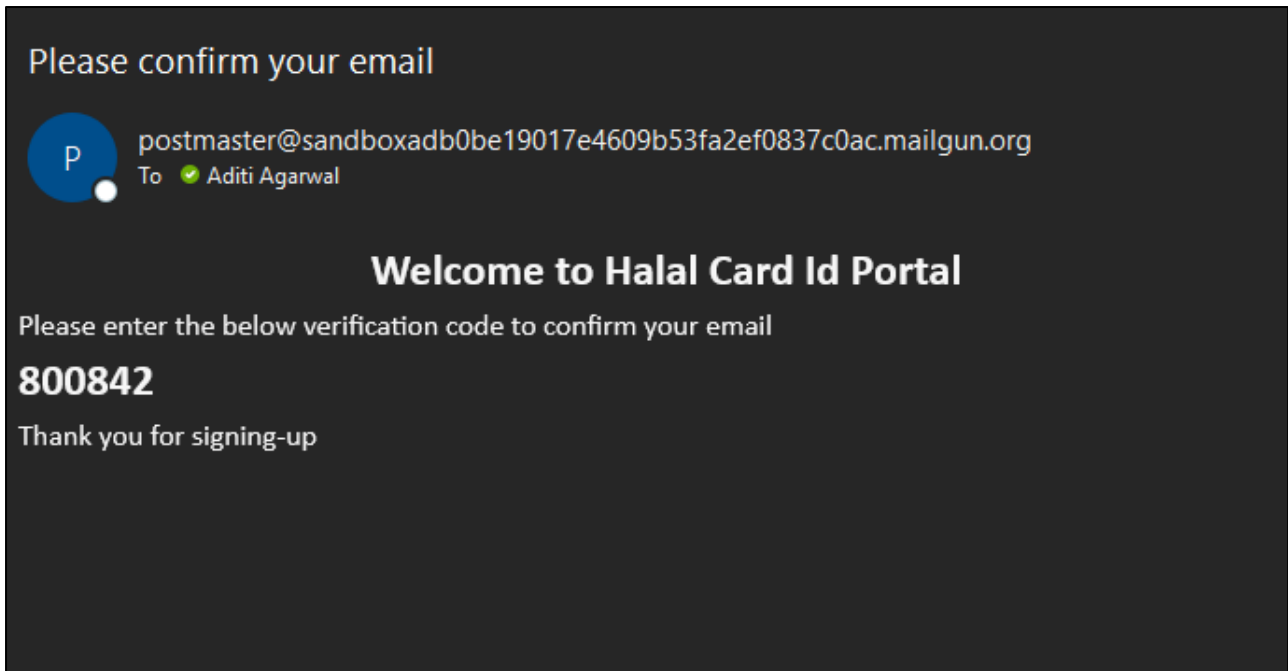 Please confirm your email
P
postmaster@sandboxadb0be19017e4609b53fa2ef0837c0ac.mailgun.org
To Aditi Agarwal
Welcome to Halal Card Id Portal
Please enter the below verification code to confirm your email
800842
Thank you for signing-up